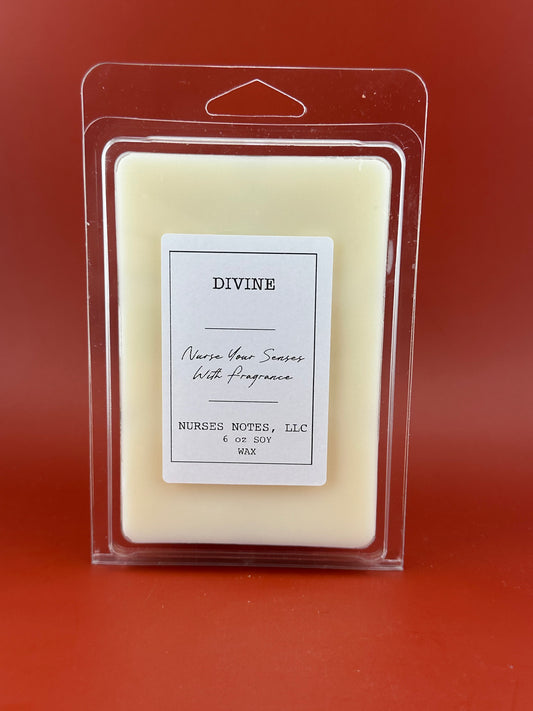 DIVINE
Nurse Your Senses
With Fragrance
NURSES NOTES, LLC
6 oz SOY
WAX